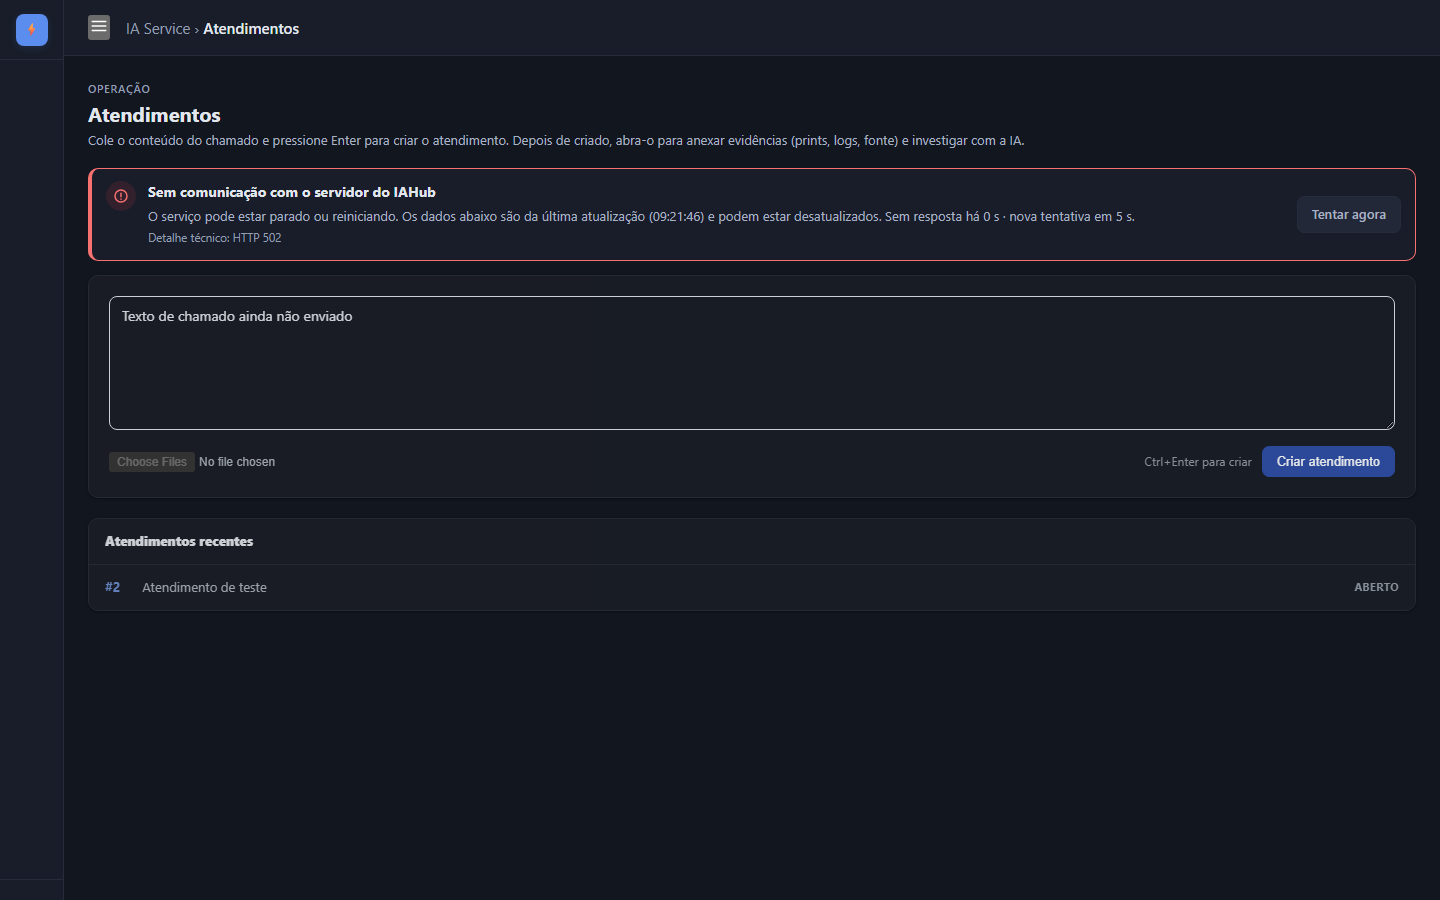 IA Service › Atendimentos
OPERAÇÃO
Atendimentos
Cole o conteúdo do chamado e pressione Enter para criar o atendimento. Depois de criado, abra-o para anexar evidências (prints, logs, fonte) e investigar com a IA.
Sem comunicação com o servidor do IAHub
O serviço pode estar parado ou reiniciando. Os dados abaixo são da última atualização (09:21:46) e podem estar desatualizados. Sem resposta há 0 s · nova tentativa em 5 s.
Detalhe técnico: HTTP 502
Tentar agora
Texto de chamado ainda não enviado
Choose Files No file chosen
Ctrl+Enter para criar
Criar atendimento
Atendimentos recentes
#2 Atendimento de teste ABERTO